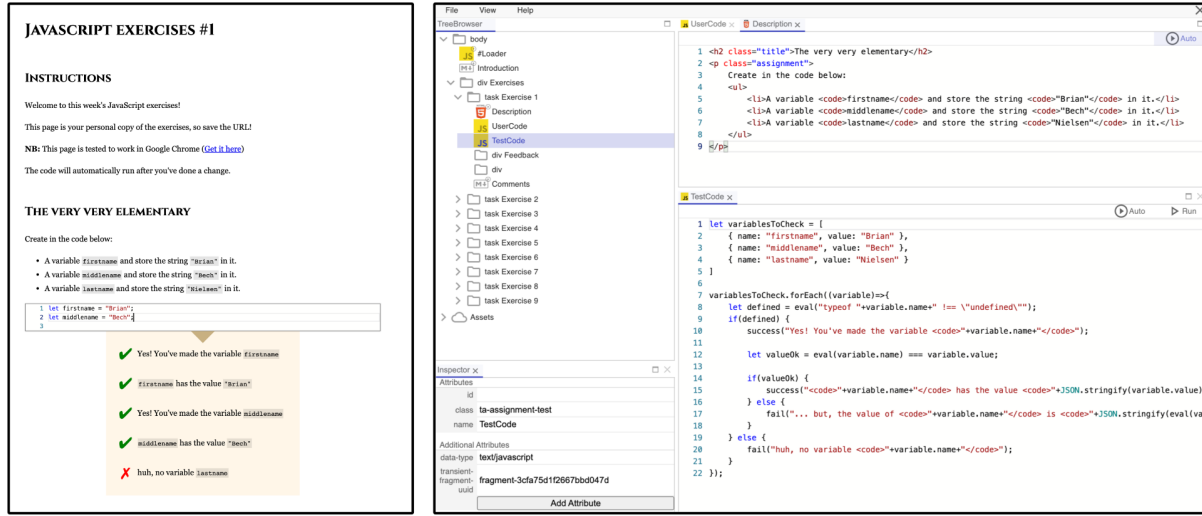 JAVASCRIPT EXERCISES #1
INSTRUCTIONS
Welcome to this week's JavaScript exercises!
This page is your personal copy of the exercises, so save the URL!
NB: This page is tested to work in Google Chrome (Get it here)
The code will automatically run after you've done a change.
THE VERY VERY ELEMENTARY
Create in the code below:
• A variable firstname and store the string "Brian" in it.
• A variable middlename and store the string "Bech" in it.
• A variable lastname and store the string "Nielsen" in it.
1 let firstname = "Brian";
2 let middlename = "Bech";
3
Yes! You've made the variable firstname
firstname has the value "Brian"
Yes! You've made the variable middlename
middlename has the value "Bech"
huh, no variable lastname
File View Help
TreeBrowser
body
JS #Loader
M↓ Introduction
div Exercises
task Exercise 1
Description
JS UserCode
JS TestCode
div Feedback
div
M↓ Comments
task Exercise 2
task Exercise 3
task Exercise 4
task Exercise 5
task Exercise 6
task Exercise 7
task Exercise 8
task Exercise 9
Assets
Inspector
Attributes
id
class ta-assignment-test
name TestCode
Additional Attributes
data-type text/javascript
transient-fragment-uuid fragment-3cfa75d1f2667bbd047d
Add Attribute
UserCode Description
Auto
1 <h2 class="title">The very very elementary</h2>
2 <p class="assignment">
3 Create in the code below:
4 <ul>
5 <li>A variable <code>firstname</code> and store the string <code>"Brian"</code> in it.</li>
6 <li>A variable <code>middlename</code> and store the string <code>"Bech"</code> in it.</li>
7 <li>A variable <code>lastname</code> and store the string <code>"Nielsen"</code> in it.</li>
8 </ul>
9 </p>
TestCode
Auto Run
1 let variablesToCheck = [
2 { name: "firstname", value: "Brian" },
3 { name: "middlename", value: "Bech" },
4 { name: "lastname", value: "Nielsen" }
5 ]
6
7 variablesToCheck.forEach((variable)=>{
8 let defined = eval("typeof "+variable.name+" !== \"undefined\"");
9 if(defined) {
10 success("Yes! You've made the variable <code>"+variable.name+"</code>");
11
12 let valueOk = eval(variable.name) === variable.value;
13
14 if(valueOk) {
15 success("<code>"+variable.name+"</code> has the value <code>"+JSON.stringify(variable.value)
16 } else {
17 fail("... but, the value of <code>"+variable.name+"</code> is <code>"+JSON.stringify(eval(va
18 }
19 } else {
20 fail("huh, no variable <code>"+variable.name+"</code>");
21 }
22 });